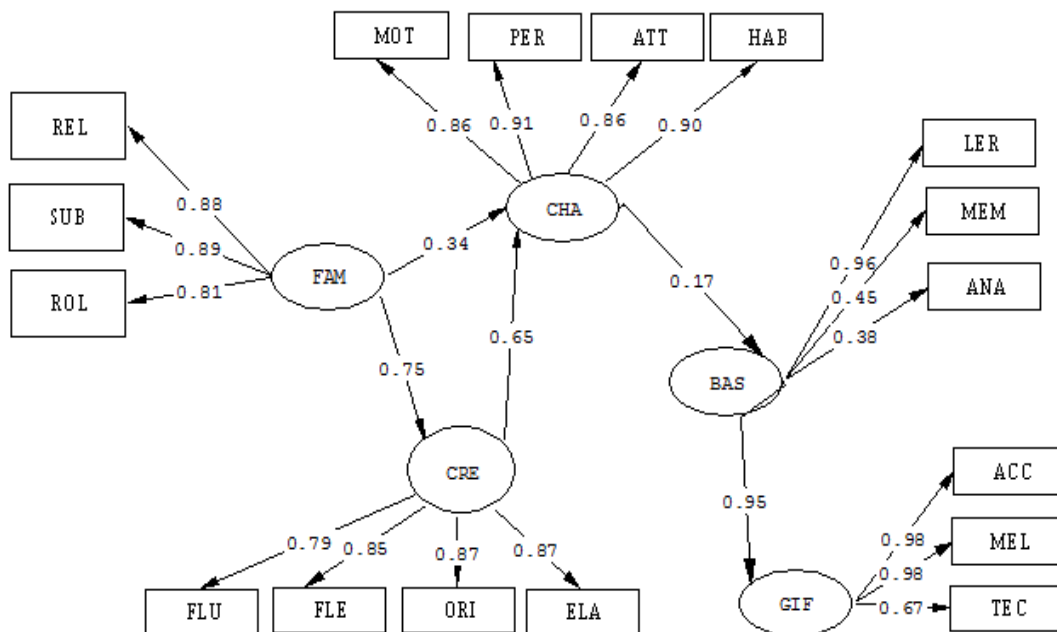 MOT PER ATT HAB
REL
0.86 0.91 0.86 0.90
LER
0.88
SUB
CHA
MEM
0.89
0.34
0.96
FAM
0.17
ROL
0.81
0.45
ANA
0.65
0.38
0.75
BAS
CRE
ACC
0.95
0.79 0.85 0.87 0.87
0.98
MEL
0.98
FLU FLE ORI ELA
GIF
0.67
TEC